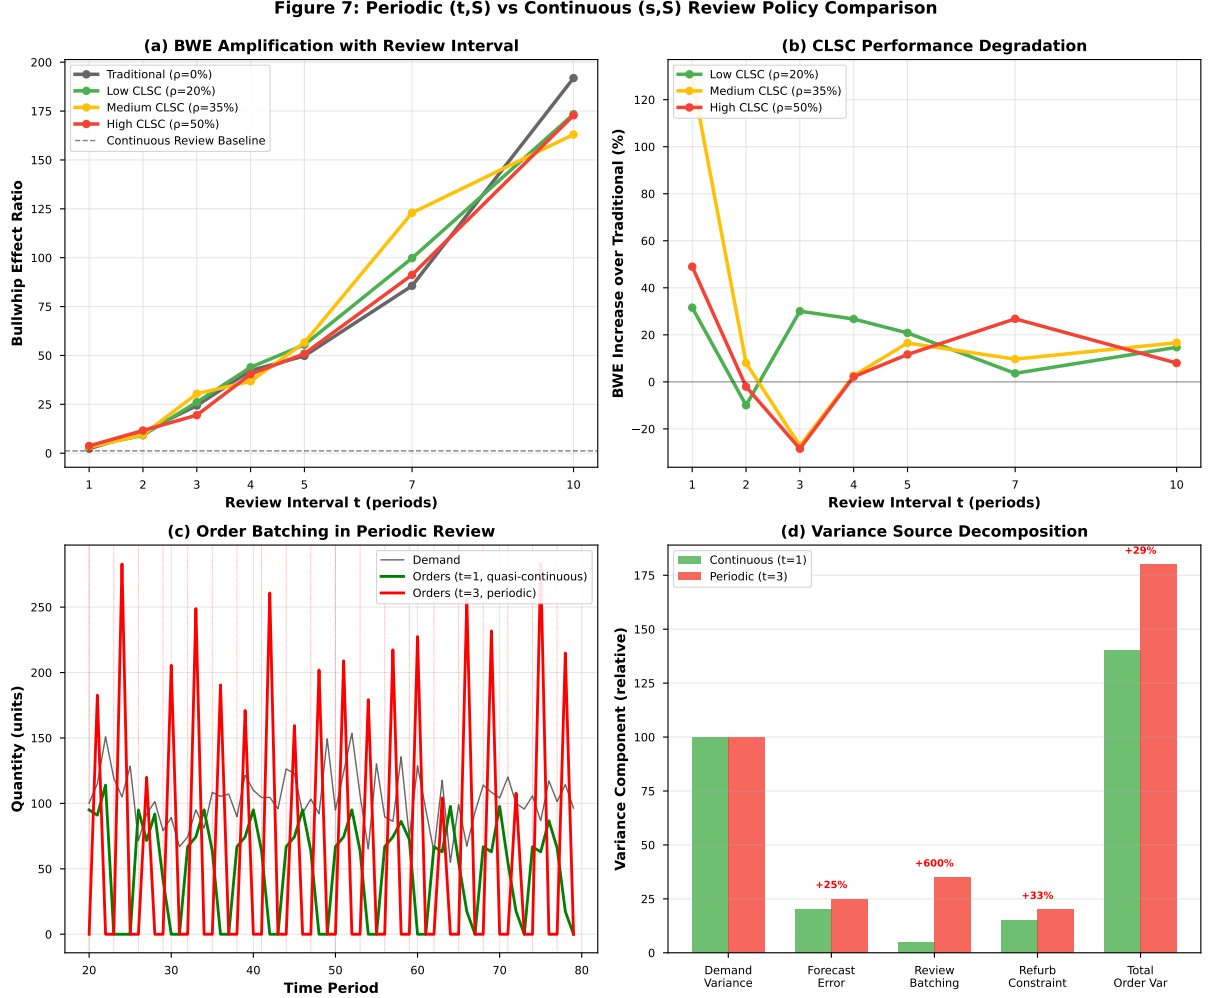 Figure 7: Periodic (t,S) vs Continuous (s,S) Review Policy Comparison
(a) BWE Amplification with Review Interval
Bullwhip Effect Ratio
200
175
150
125
100
75
50
25
0
Traditional (ρ=0%)
Low CLSC (ρ=20%)
Medium CLSC (ρ=35%)
High CLSC (ρ=50%)
Continuous Review Baseline
1 2 3 4 5 7 10
Review Interval t (periods)
(b) CLSC Performance Degradation
BWE Increase over Traditional (%)
120
100
80
60
40
20
0
−20
Low CLSC (ρ=20%)
Medium CLSC (ρ=35%)
High CLSC (ρ=50%)
1 2 3 4 5 7 10
Review Interval t (periods)
(c) Order Batching in Periodic Review
Quantity (units)
250
200
150
100
50
0
Demand
Orders (t=1, quasi-continuous)
Orders (t=3, periodic)
20 30 40 50 60 70 80
Time Period
(d) Variance Source Decomposition
Variance Component (relative)
175
150
125
100
75
50
25
0
Continuous (t=1)
Periodic (t=3)
+25%
+600%
+33%
+29%
Demand
Variance
Forecast
Error
Review
Batching
Refurb
Constraint
Total
Order Var